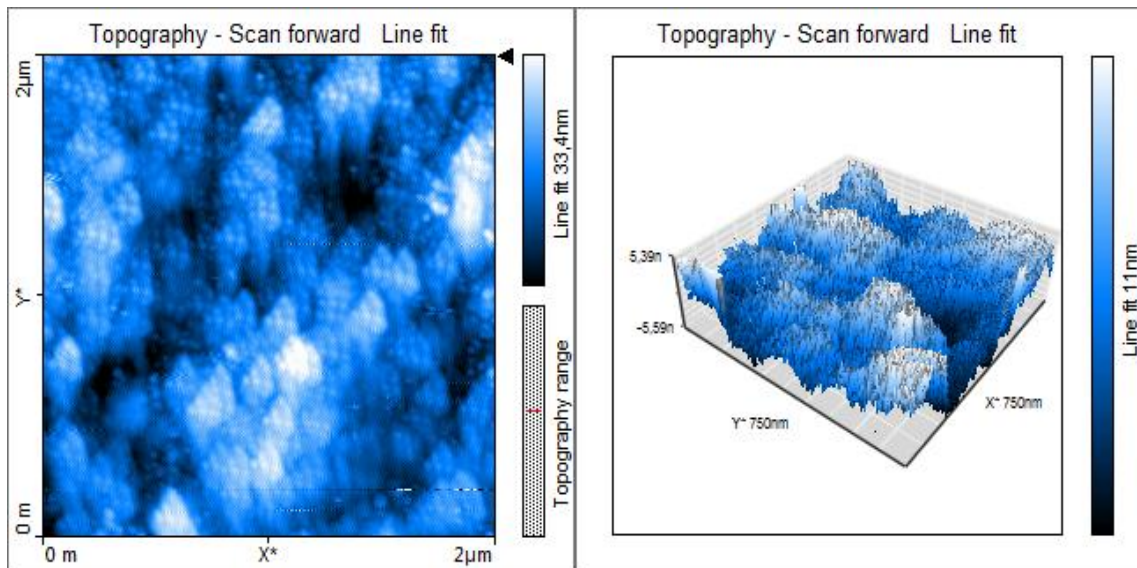 Topography - Scan forward Line fit
2µm
Y*
0 m
0 m
X*
2µm
Line fit 33,4nm
Topography range
Topography - Scan forward Line fit
5,39n
-5,59n
Y* 750nm
X* 750nm
Line fit 11nm